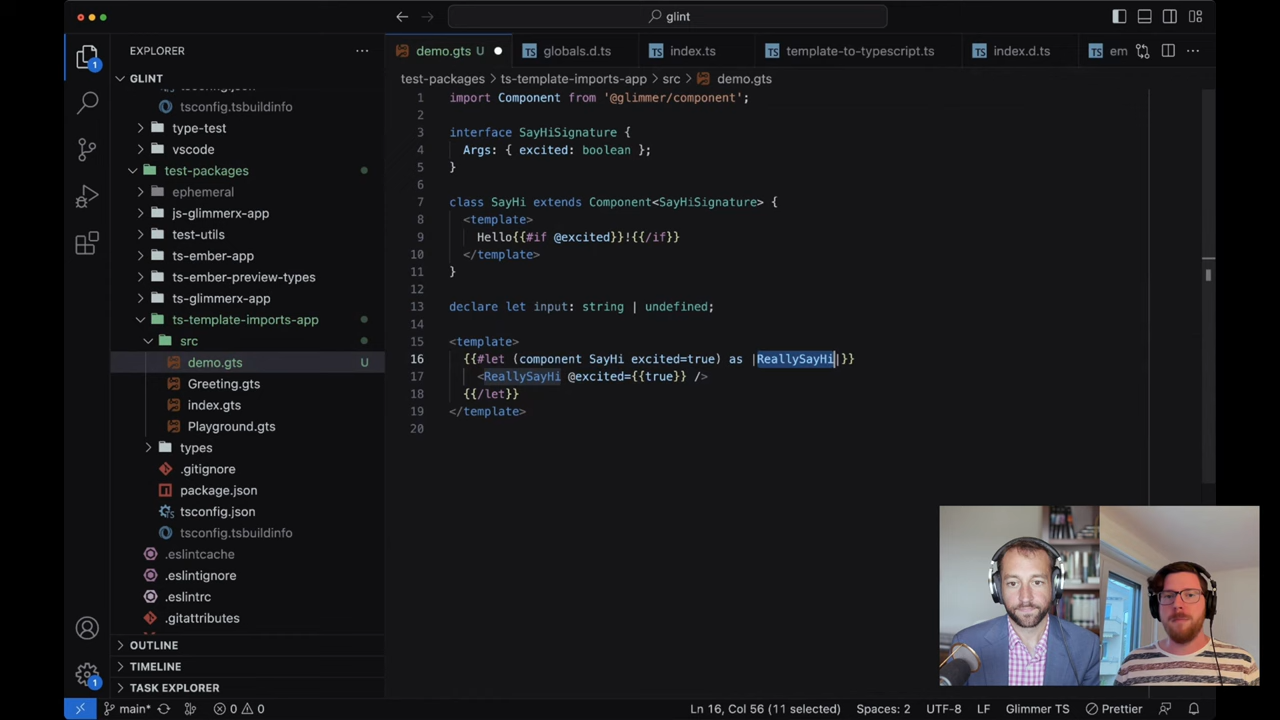 glint
EXPLORER
GLINT
tsconfig.tsbuildinfo
type-test
vscode
test-packages
ephemeral
js-glimmerx-app
test-utils
ts-ember-app
ts-ember-preview-types
ts-glimmerx-app
ts-template-imports-app
src
demo.gts U
Greeting.gts
index.gts
Playground.gts
types
.gitignore
package.json
tsconfig.json
tsconfig.tsbuildinfo
.eslintcache
.eslintignore
.eslintrc
.gitattributes
OUTLINE
TIMELINE
TASK EXPLORER
demo.gts U
TS globals.d.ts
TS index.ts
TS template-to-typescript.ts
TS index.d.ts
TS em
test-packages > ts-template-imports-app > src > demo.gts
1 import Component from '@glimmer/component';
2
3 interface SayHiSignature {
4 Args: { excited: boolean };
5 }
6
7 class SayHi extends Component<SayHiSignature> {
8 <template>
9 Hello{{#if @excited}}!{{/if}}
10 </template>
11 }
12
13 declare let input: string | undefined;
14
15 <template>
16 {{#let (component SayHi excited=true) as |ReallySayHi|}}
17 <ReallySayHi @excited={{true}} />
18 {{/let}}
19 </template>
20
1
1
main* 0 0 Ln 16, Col 56 (11 selected) Spaces: 2 UTF-8 LF Glimmer TS Prettier